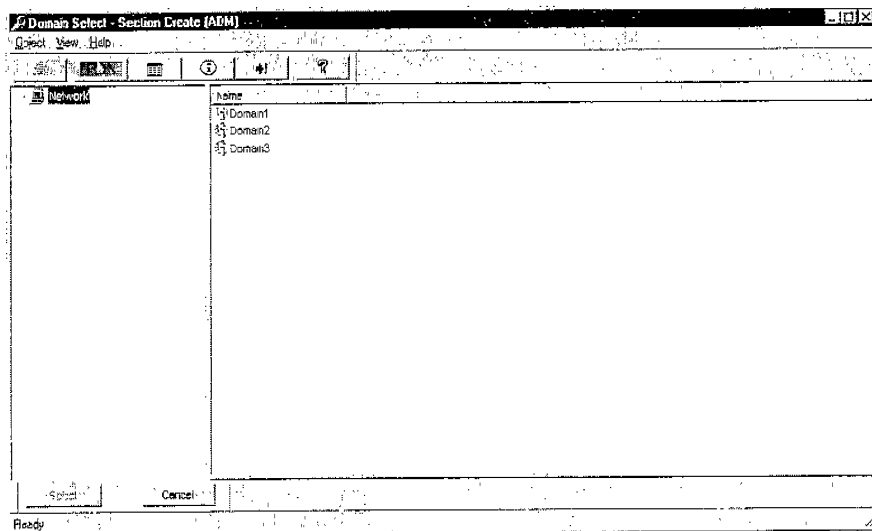 Domain Select - Section Create (ADM)
Object View Help
Network
Name
Domain1
Domain2
Domain3
Select Cancel
Ready